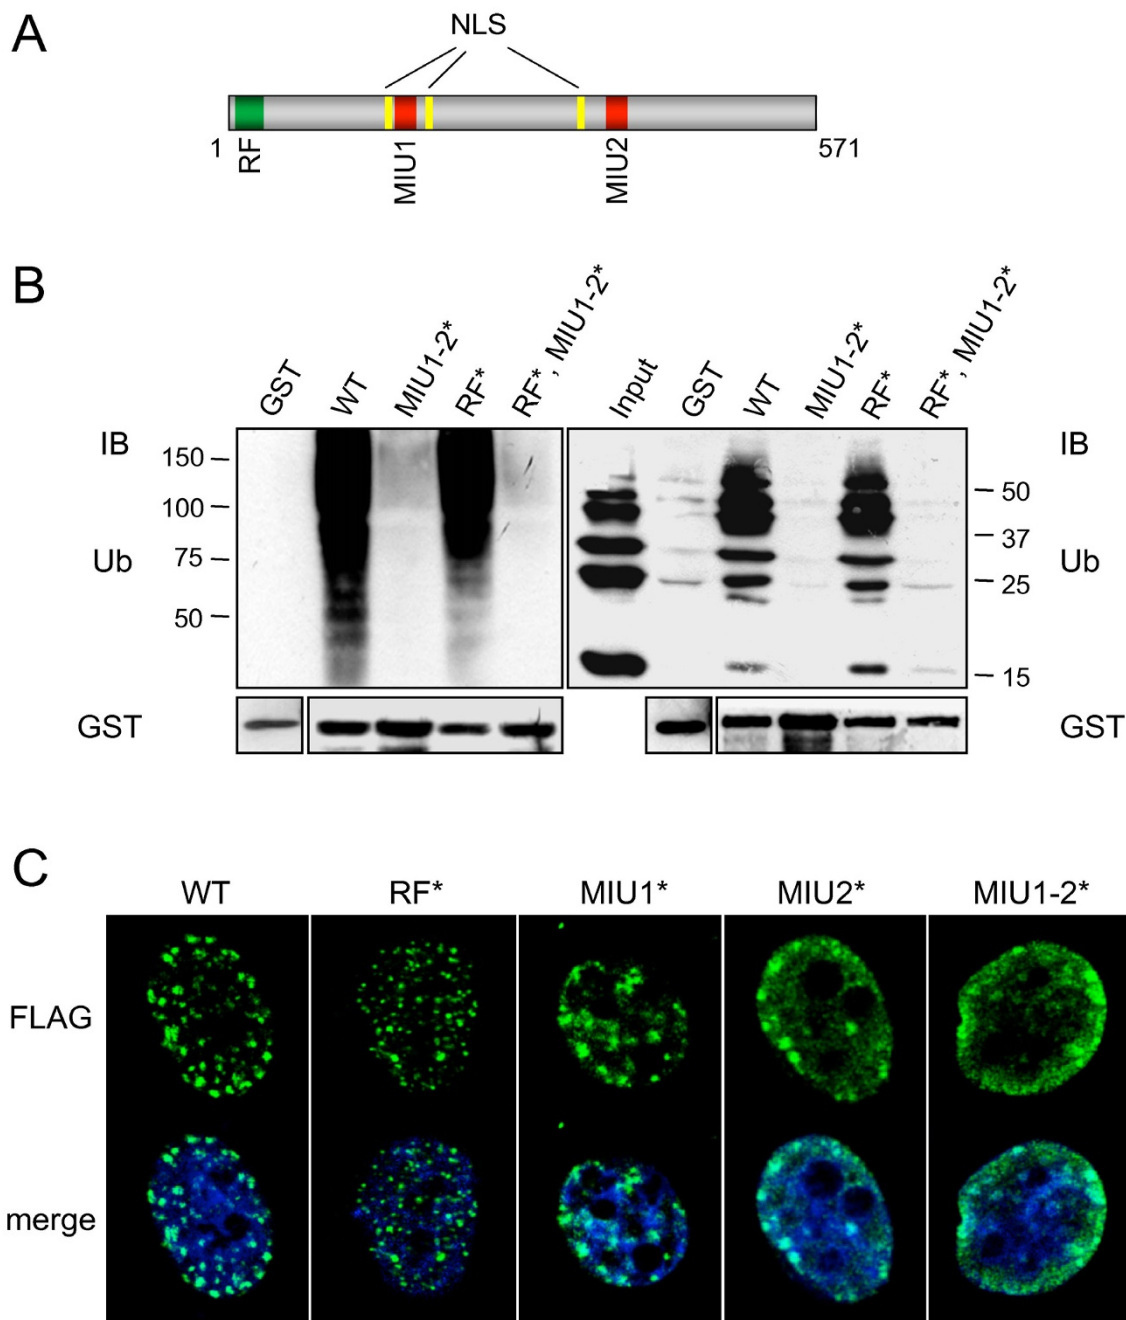 A
NLS
1 RF MIU1 MIU2 571
B
GST WT MIU1-2* RF* RF*, MIU1-2* Input GST WT MIU1-2* RF* RF*, MIU1-2*
IB 150 IB
50
100
37
Ub 75 Ub
25
50
15
GST GST
C
WT RF* MIU1* MIU2* MIU1-2*
FLAG
merge